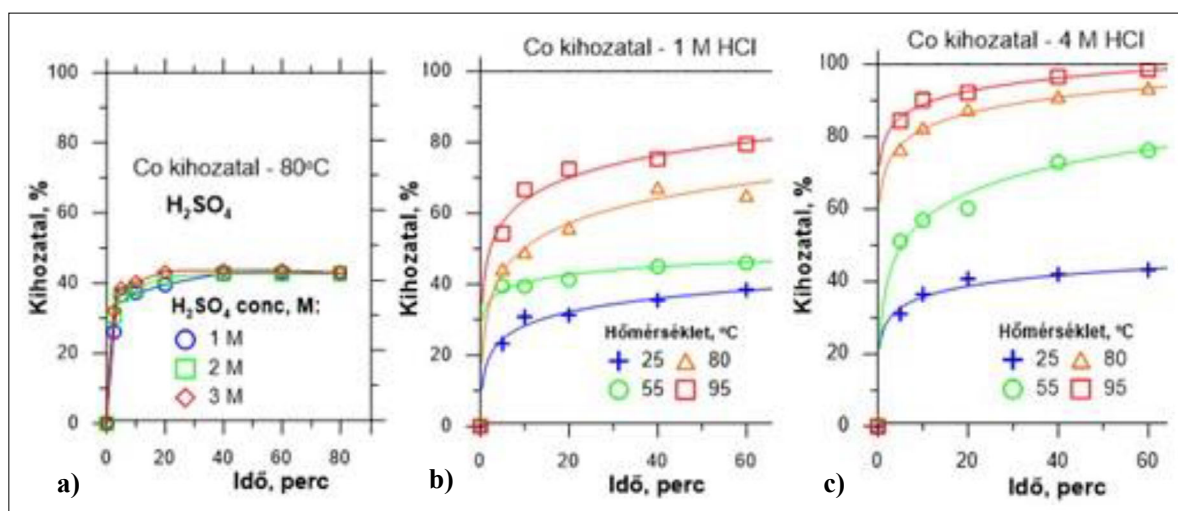 Co kihozatal - 80°C
H₂SO₄
H₂SO₄ conc, M:
1 M
2 M
3 M
Kihozatal, %
100
80
60
40
20
0
0 20 40 60 80
Idő, perc
a)
Co kihozatal - 1 M HCl
Kihozatal, %
100
80
60
40
20
0
Hőmérséklet, °C
25 80
55 95
0 20 40 60
Idő, perc
b)
Co kihozatal - 4 M HCl
Kihozatal, %
100
80
60
40
20
0
Hőmérséklet, °C
25 80
55 95
0 20 40 60
Idő, perc
c)